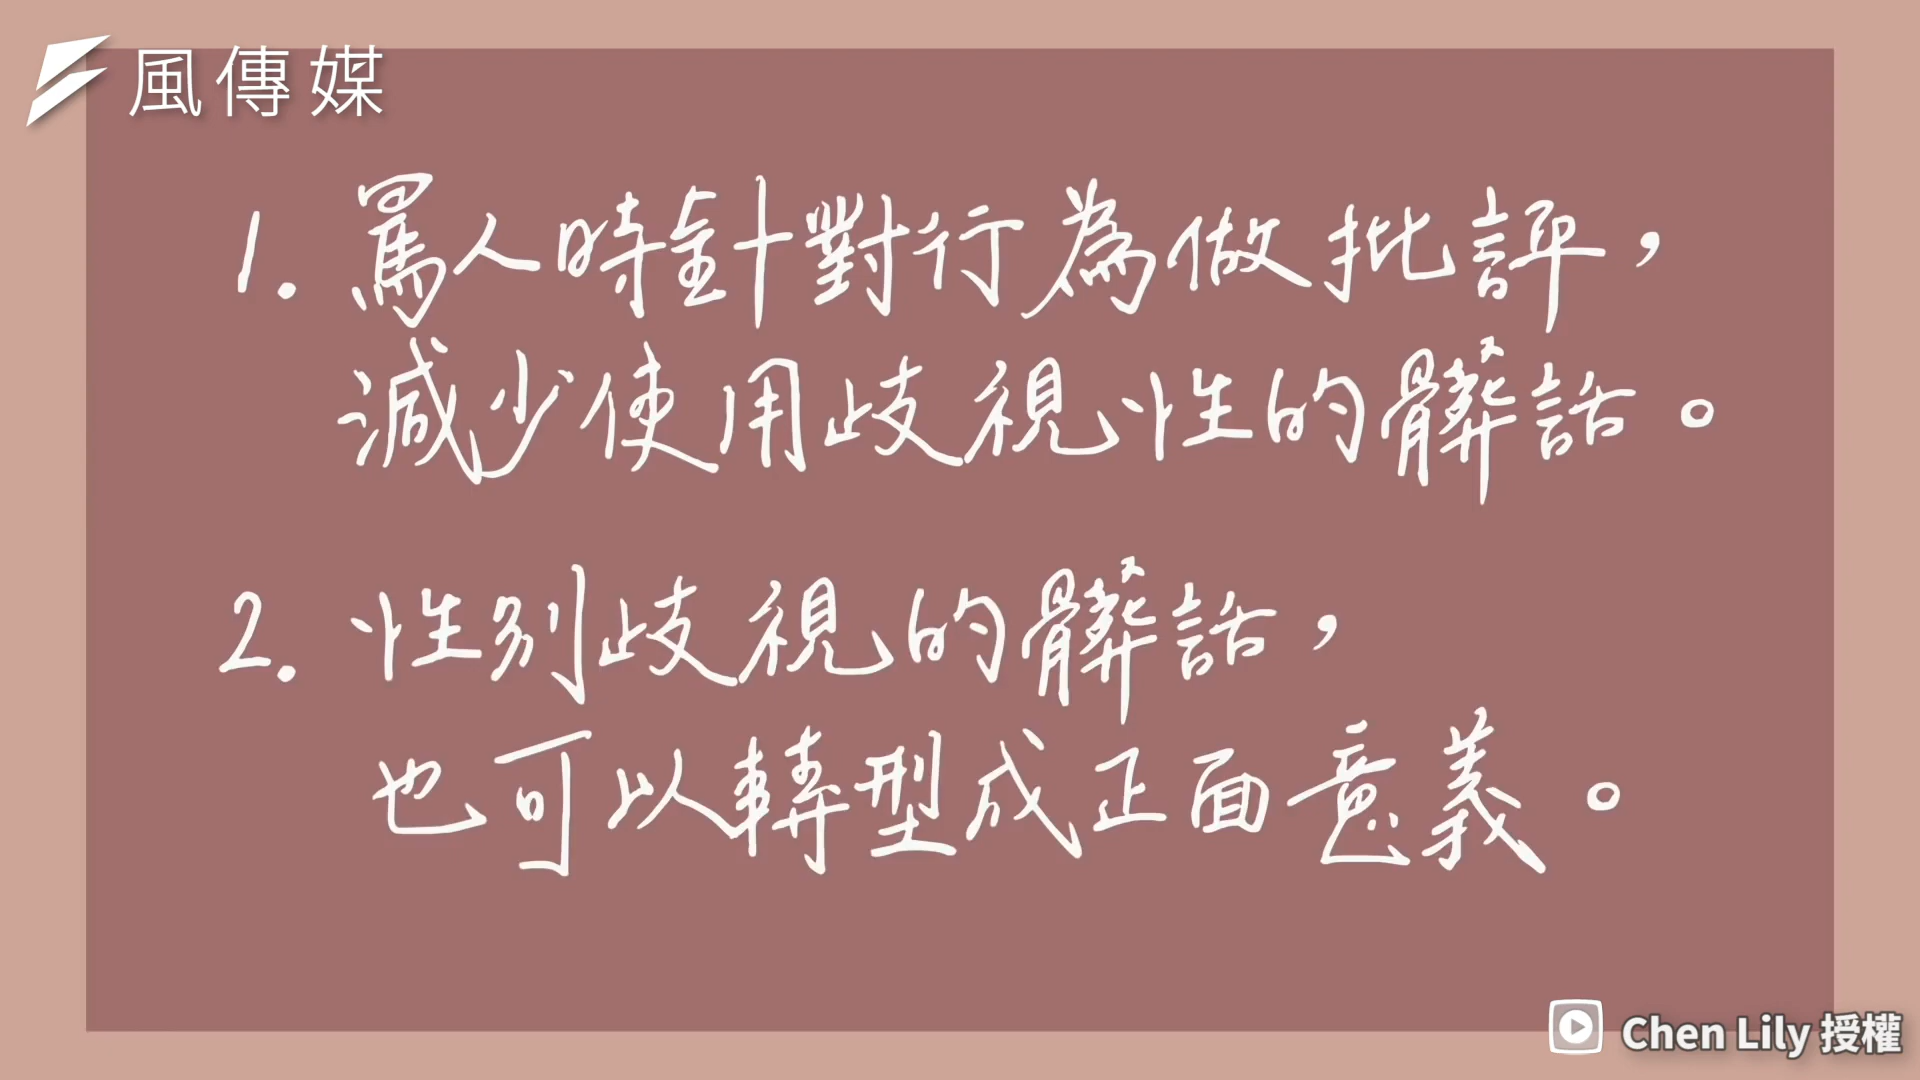 風傳媒
1. 罵人時針對行為做批評，
減少使用歧視性的髒話。
2. 性別歧視的髒話，
也可以轉型成正面意義。
Chen Lily 授權